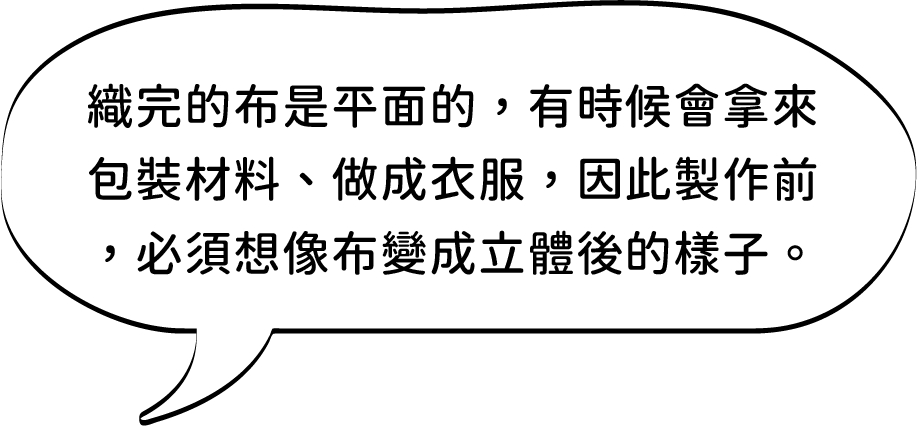 織完的布是平面的，有時候會拿來
包裝材料、做成衣服，因此製作前
，必須想像布變成立體後的樣子。